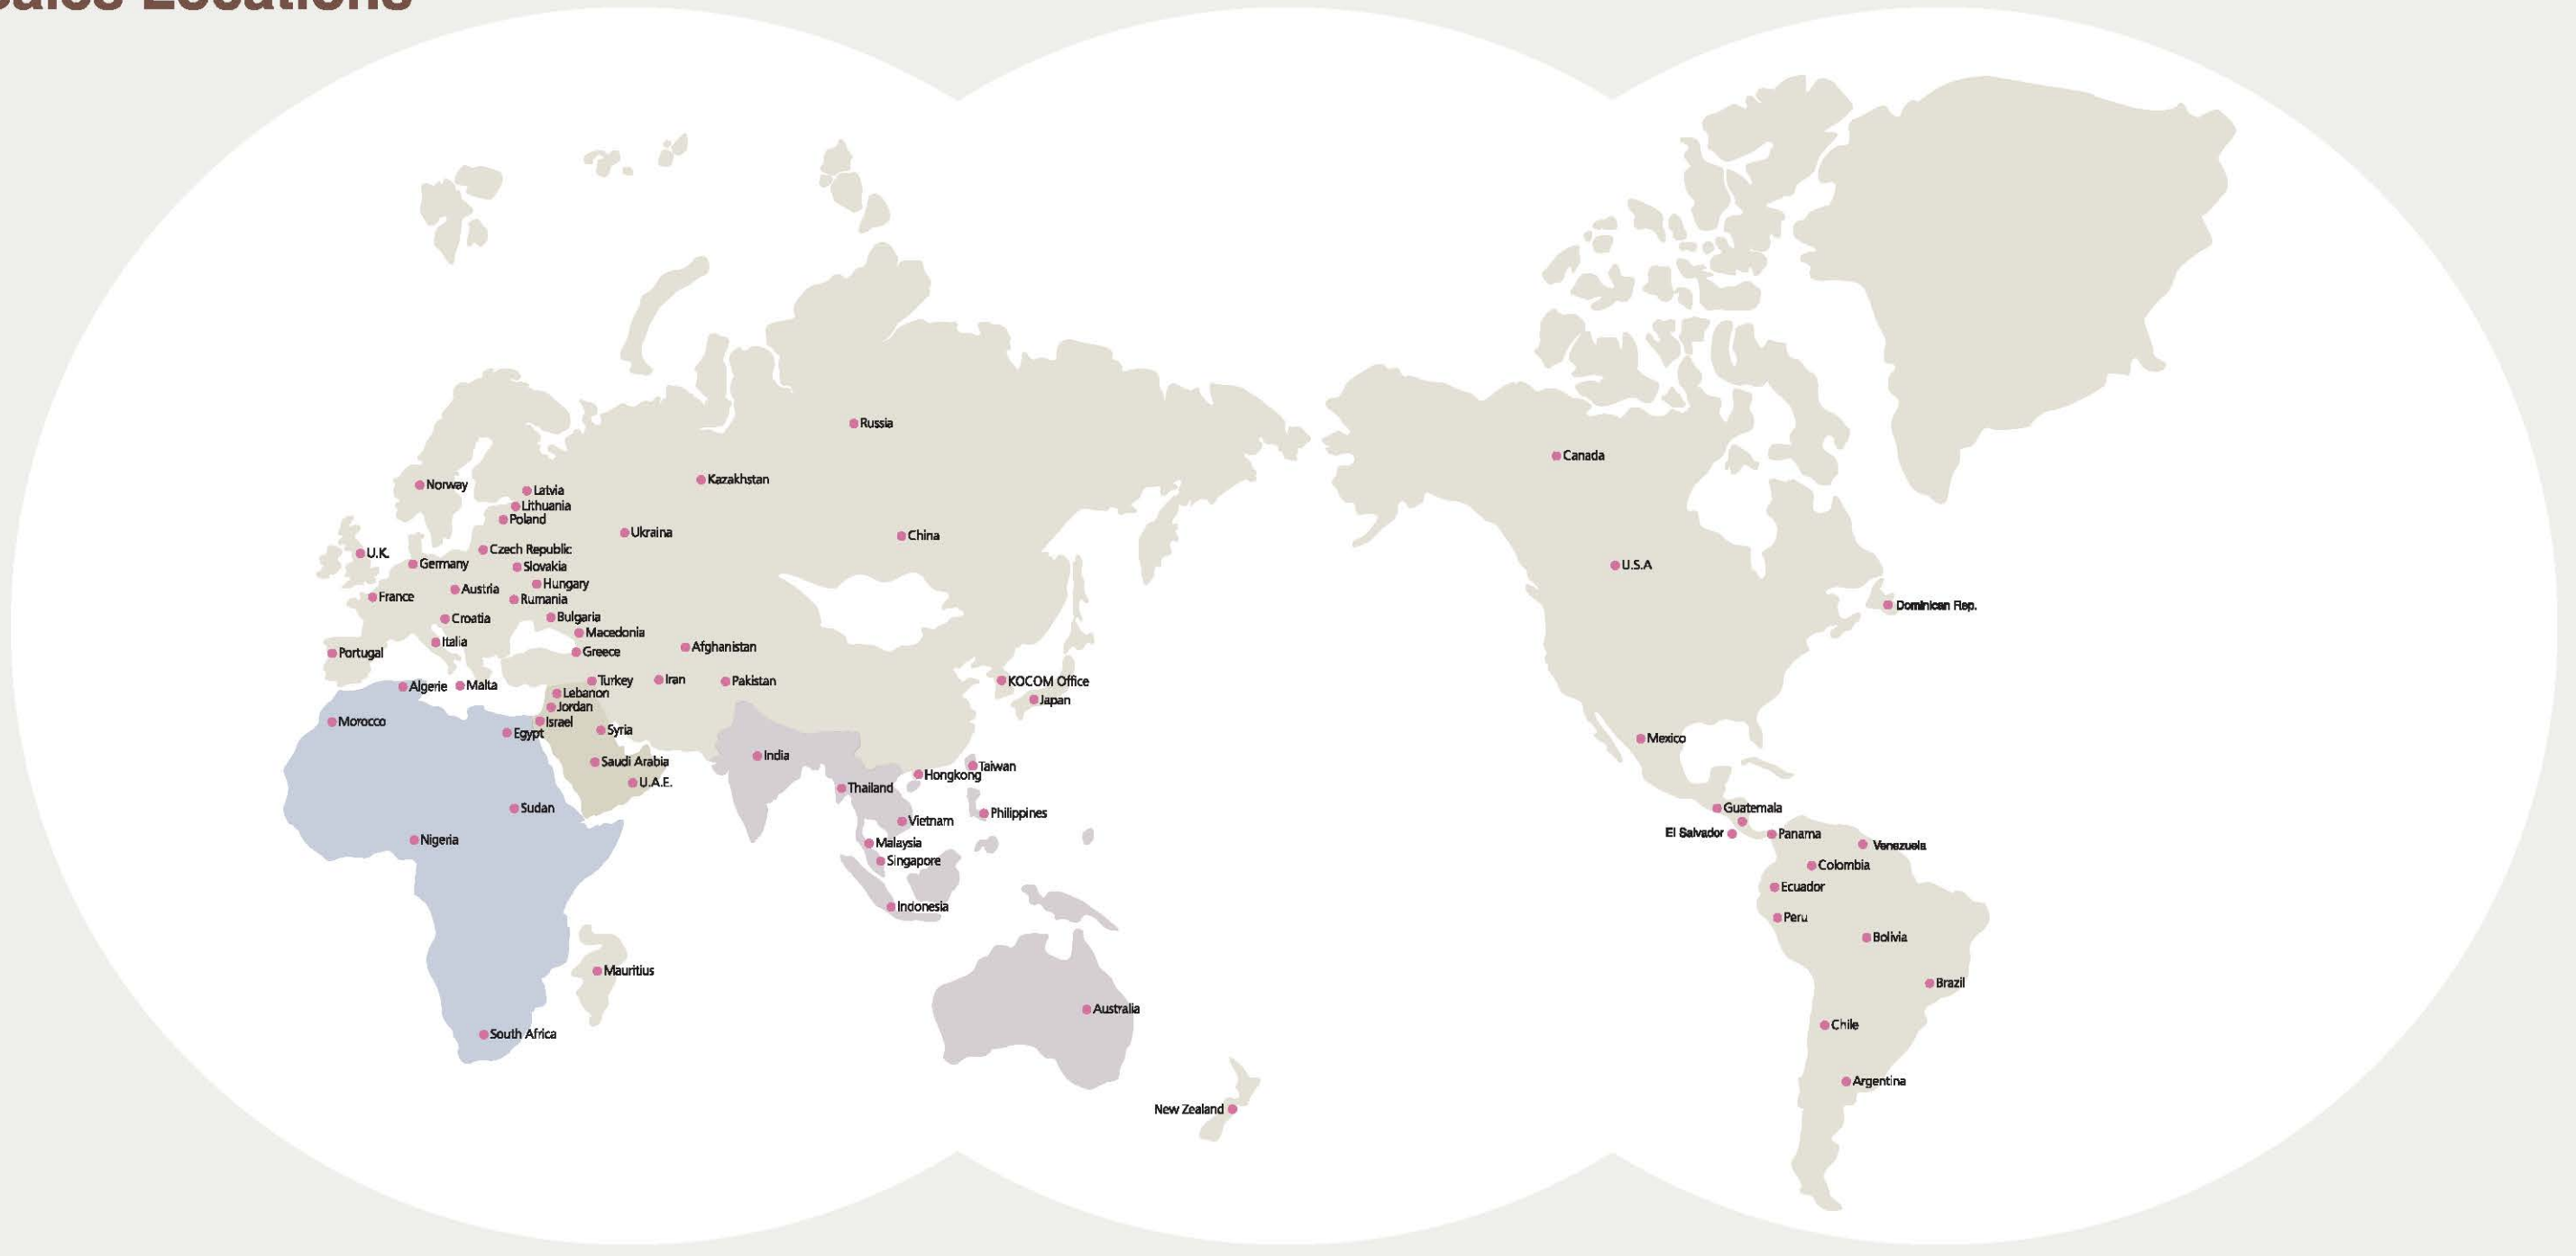 Sales Locations
Russia
Canada
Kazakhstan
Norway
Latvia
Lithuania
Poland
Ukraina
China
U.K.
Czech Republic
Germany
Slovakia
U.S.A
Hungary
Austria
France
Rumania
Dominican Rep.
Croatia
Bulgaria
Macedonia
Italia
Afghanistan
Portugal
Greece
Turkey
Iran
Pakistan
KOCOM Office
Algerie
Malta
Lebanon
Japan
Jordan
Morocco
Israel
Egypt
Syria
Mexico
India
Saudi Arabia
Taiwan
Hongkong
U.A.E.
Thailand
Sudan
Guatemala
Philippines
Vietnam
El Salvador
Panama
Nigeria
Malaysia
Venezuela
Singapore
Colombia
Ecuador
Indonesia
Peru
Bolivia
Mauritius
Brazil
Australia
Chile
South Africa
Argentina
New Zealand